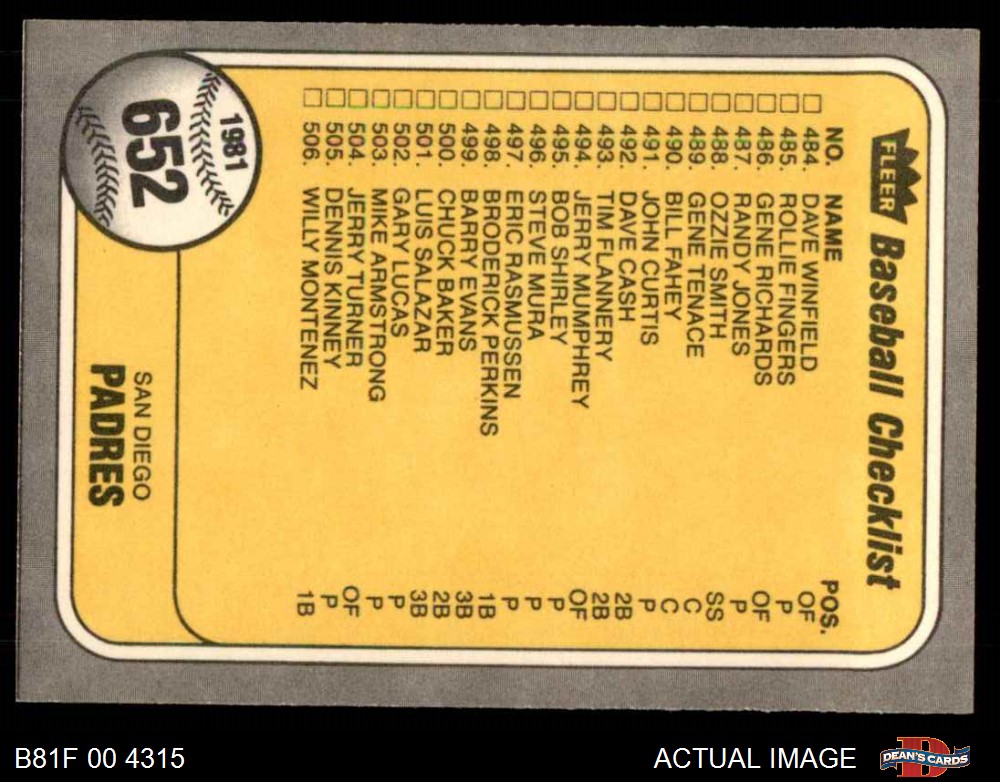 FLEER Baseball Checklist
NO. NAME POS.
484. DAVE WINFIELD OF
485. ROLLIE FINGERS P
486. GENE RICHARDS OF
487. RANDY JONES P
488. OZZIE SMITH SS
489. GENE TENACE C
490. BILL FAHEY C
491. JOHN CURTIS P
492. DAVE CASH 2B
493. TIM FLANNERY 2B
494. JERRY MUMPHREY OF
495. BOB SHIRLEY P
496. STEVE MURA P
497. ERIC RASMUSSEN P
498. BRODERICK PERKINS 1B
499. BARRY EVANS 3B
500. CHUCK BAKER 2B
501. LUIS SALAZAR 3B
502. GARY LUCAS P
503. MIKE ARMSTRONG P
504. JERRY TURNER OF
505. DENNIS KINNEY P
506. WILLY MONTENEZ 1B
1981
652
SAN DIEGO
PADRES
B81F 00 4315
ACTUAL IMAGE
DEAN'S CARDS